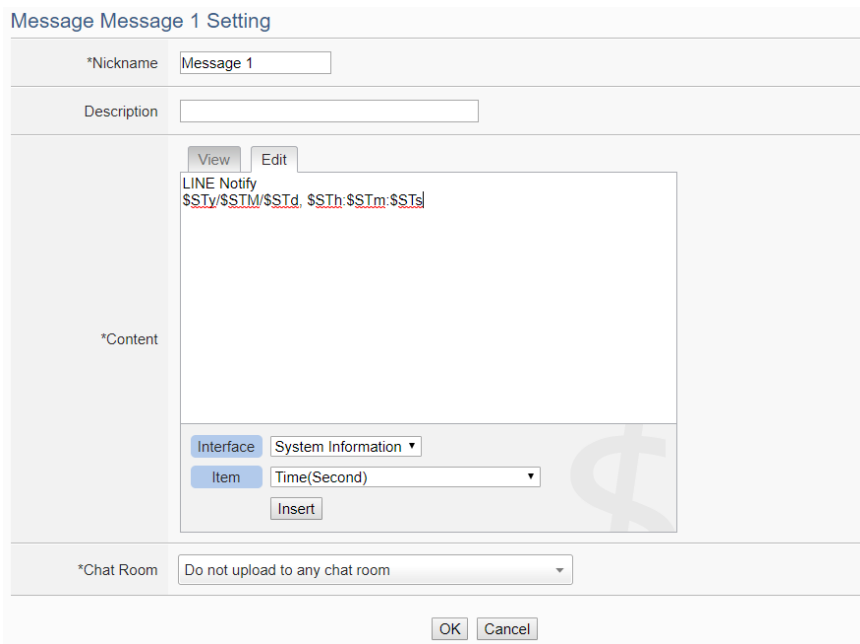 Message Message 1 Setting
*Nickname Message 1
Description
View Edit
LINE Notify
$STy/$STM/$STd, $STh:$STm:$STs
*Content
Interface System Information
Item Time(Second)
Insert
$
*Chat Room Do not upload to any chat room
OK Cancel